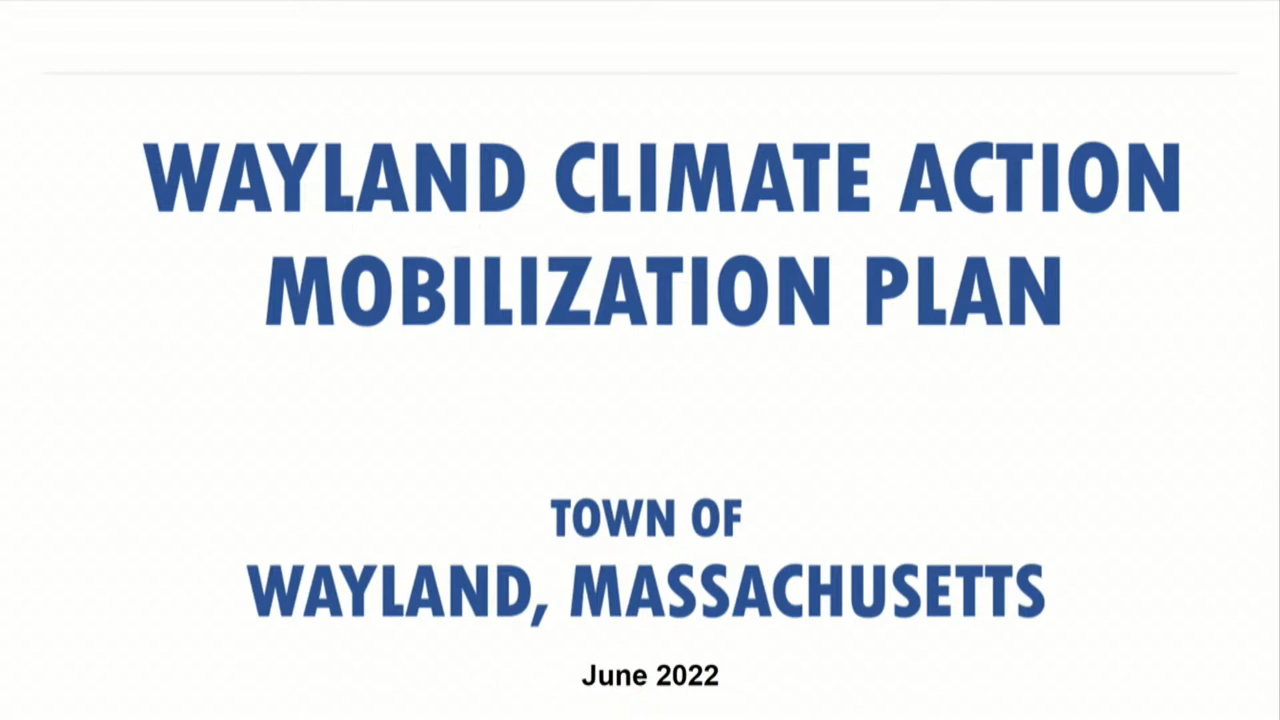 WAYLAND CLIMATE ACTION
MOBILIZATION PLAN
TOWN OF
WAYLAND, MASSACHUSETTS
June 2022